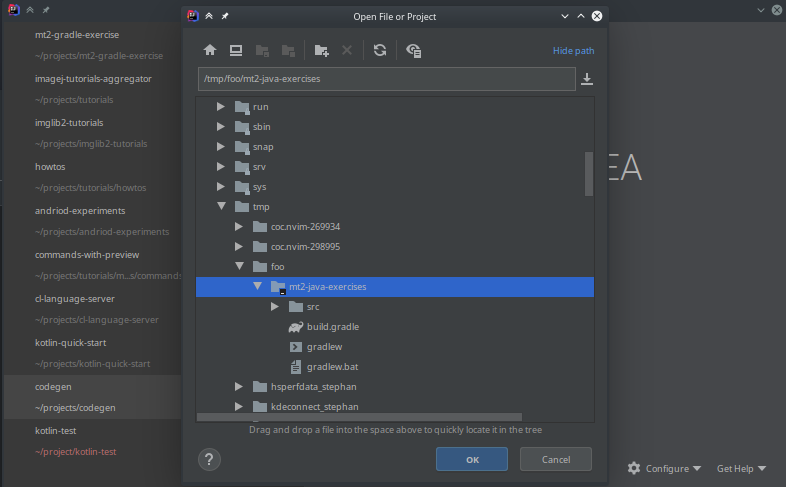 Open File or Project
Hide path
/tmp/foo/mt2-java-exercises
run
sbin
snap
srv
sys
tmp
coc.nvim-269934
coc.nvim-298995
foo
mt2-java-exercises
src
build.gradle
gradlew
gradlew.bat
hsperfdata_stephan
kdeconnect_stephan
Drag and drop a file into the space above to quickly locate it in the tree
?
OK
Cancel
mt2-gradle-exercise
~/projects/mt2-gradle-exercise
imagej-tutorials-aggregator
~/projects/tutorials
imglib2-tutorials
~/projects/imglib2-tutorials
howtos
~/projects/tutorials/howtos
andriod-experiments
~/projects/andriod-experiments
commands-with-preview
~/projects/tutorials/m...s/commands
cl-language-server
~/projects/cl-language-server
kotlin-quick-start
~/projects/kotlin-quick-start
codegen
~/projects/codegen
kotlin-test
~/project/kotlin-test
EA
Configure
Get Help